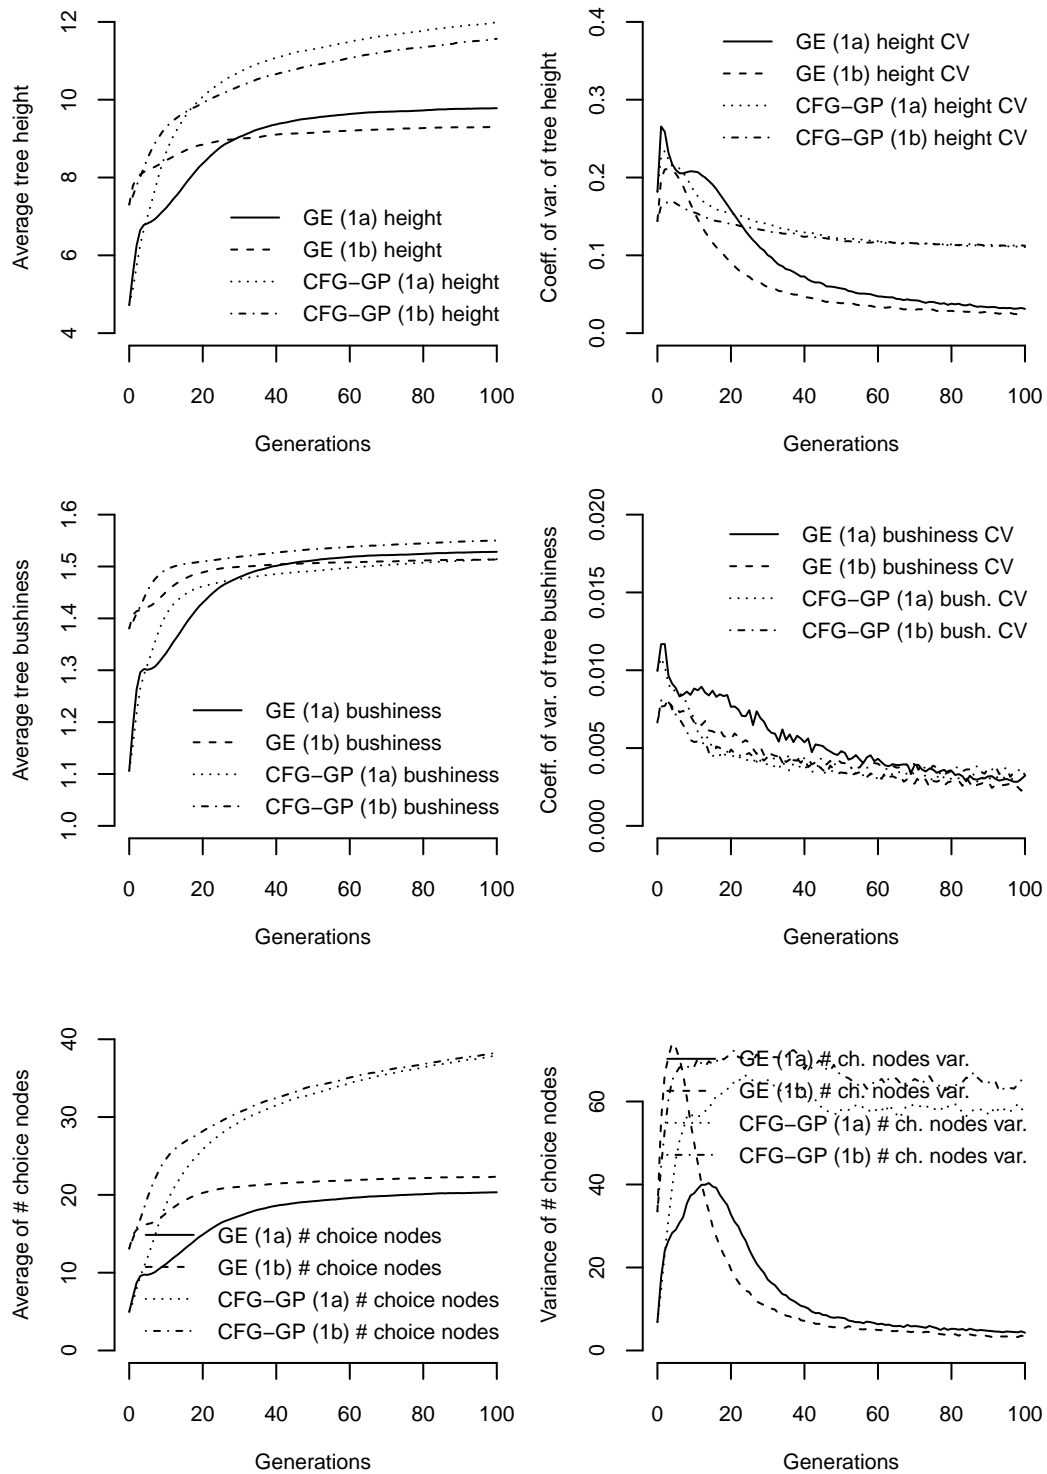 Average tree height
4 6 8 10 12
GE (1a) height
GE (1b) height
CFG−GP (1a) height
CFG−GP (1b) height
0 20 40 60 80 100
Generations
Coeff. of var. of tree height
0.0 0.1 0.2 0.3 0.4
GE (1a) height CV
GE (1b) height CV
CFG−GP (1a) height CV
CFG−GP (1b) height CV
0 20 40 60 80 100
Generations
Average tree bushiness
1.0 1.1 1.2 1.3 1.4 1.5 1.6
GE (1a) bushiness
GE (1b) bushiness
CFG−GP (1a) bushiness
CFG−GP (1b) bushiness
0 20 40 60 80 100
Generations
Coeff. of var. of tree bushiness
0.000 0.005 0.010 0.015 0.020
GE (1a) bushiness CV
GE (1b) bushiness CV
CFG−GP (1a) bush. CV
CFG−GP (1b) bush. CV
0 20 40 60 80 100
Generations
Average of # choice nodes
0 10 20 30 40
GE (1a) # choice nodes
GE (1b) # choice nodes
CFG−GP (1a) # choice nodes
CFG−GP (1b) # choice nodes
0 20 40 60 80 100
Generations
Variance of # choice nodes
0 20 40 60
GE (1a) # ch. nodes var.
GE (1b) # ch. nodes var.
CFG−GP (1a) # ch. nodes var.
CFG−GP (1b) # ch. nodes var.
0 20 40 60 80 100
Generations